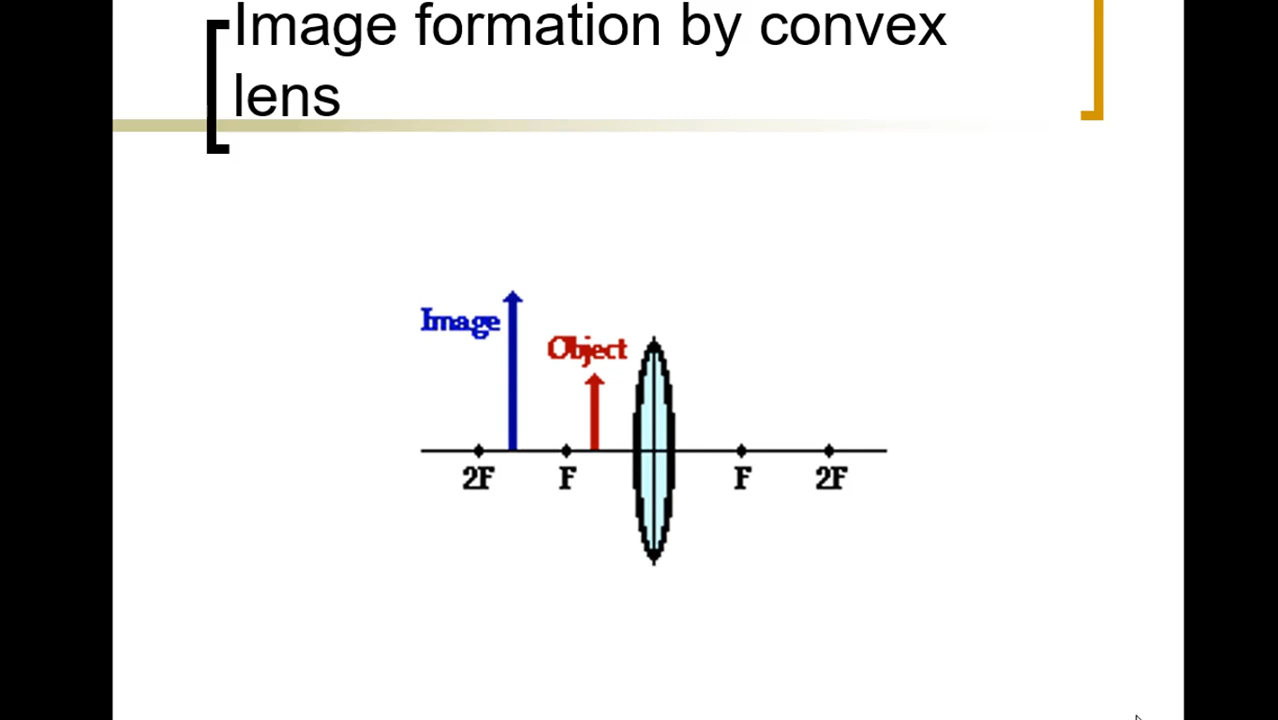 Image formation by convex
lens
Image
Object
2F
F
F
2F